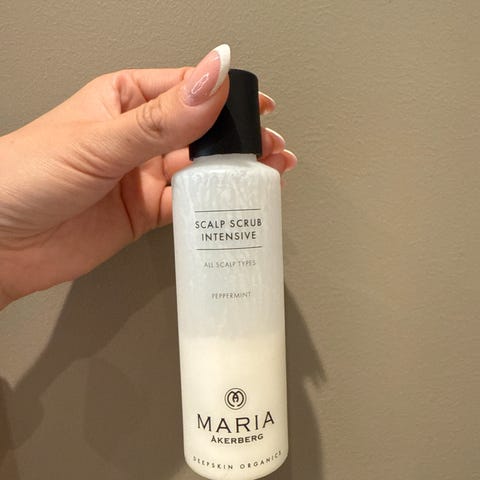 SCALP SCRUB
INTENSIVE
ALL SCALP TYPES
PEPPERMINT
MARIA
ÅKERBERG
DEEPSKIN ORGANICS